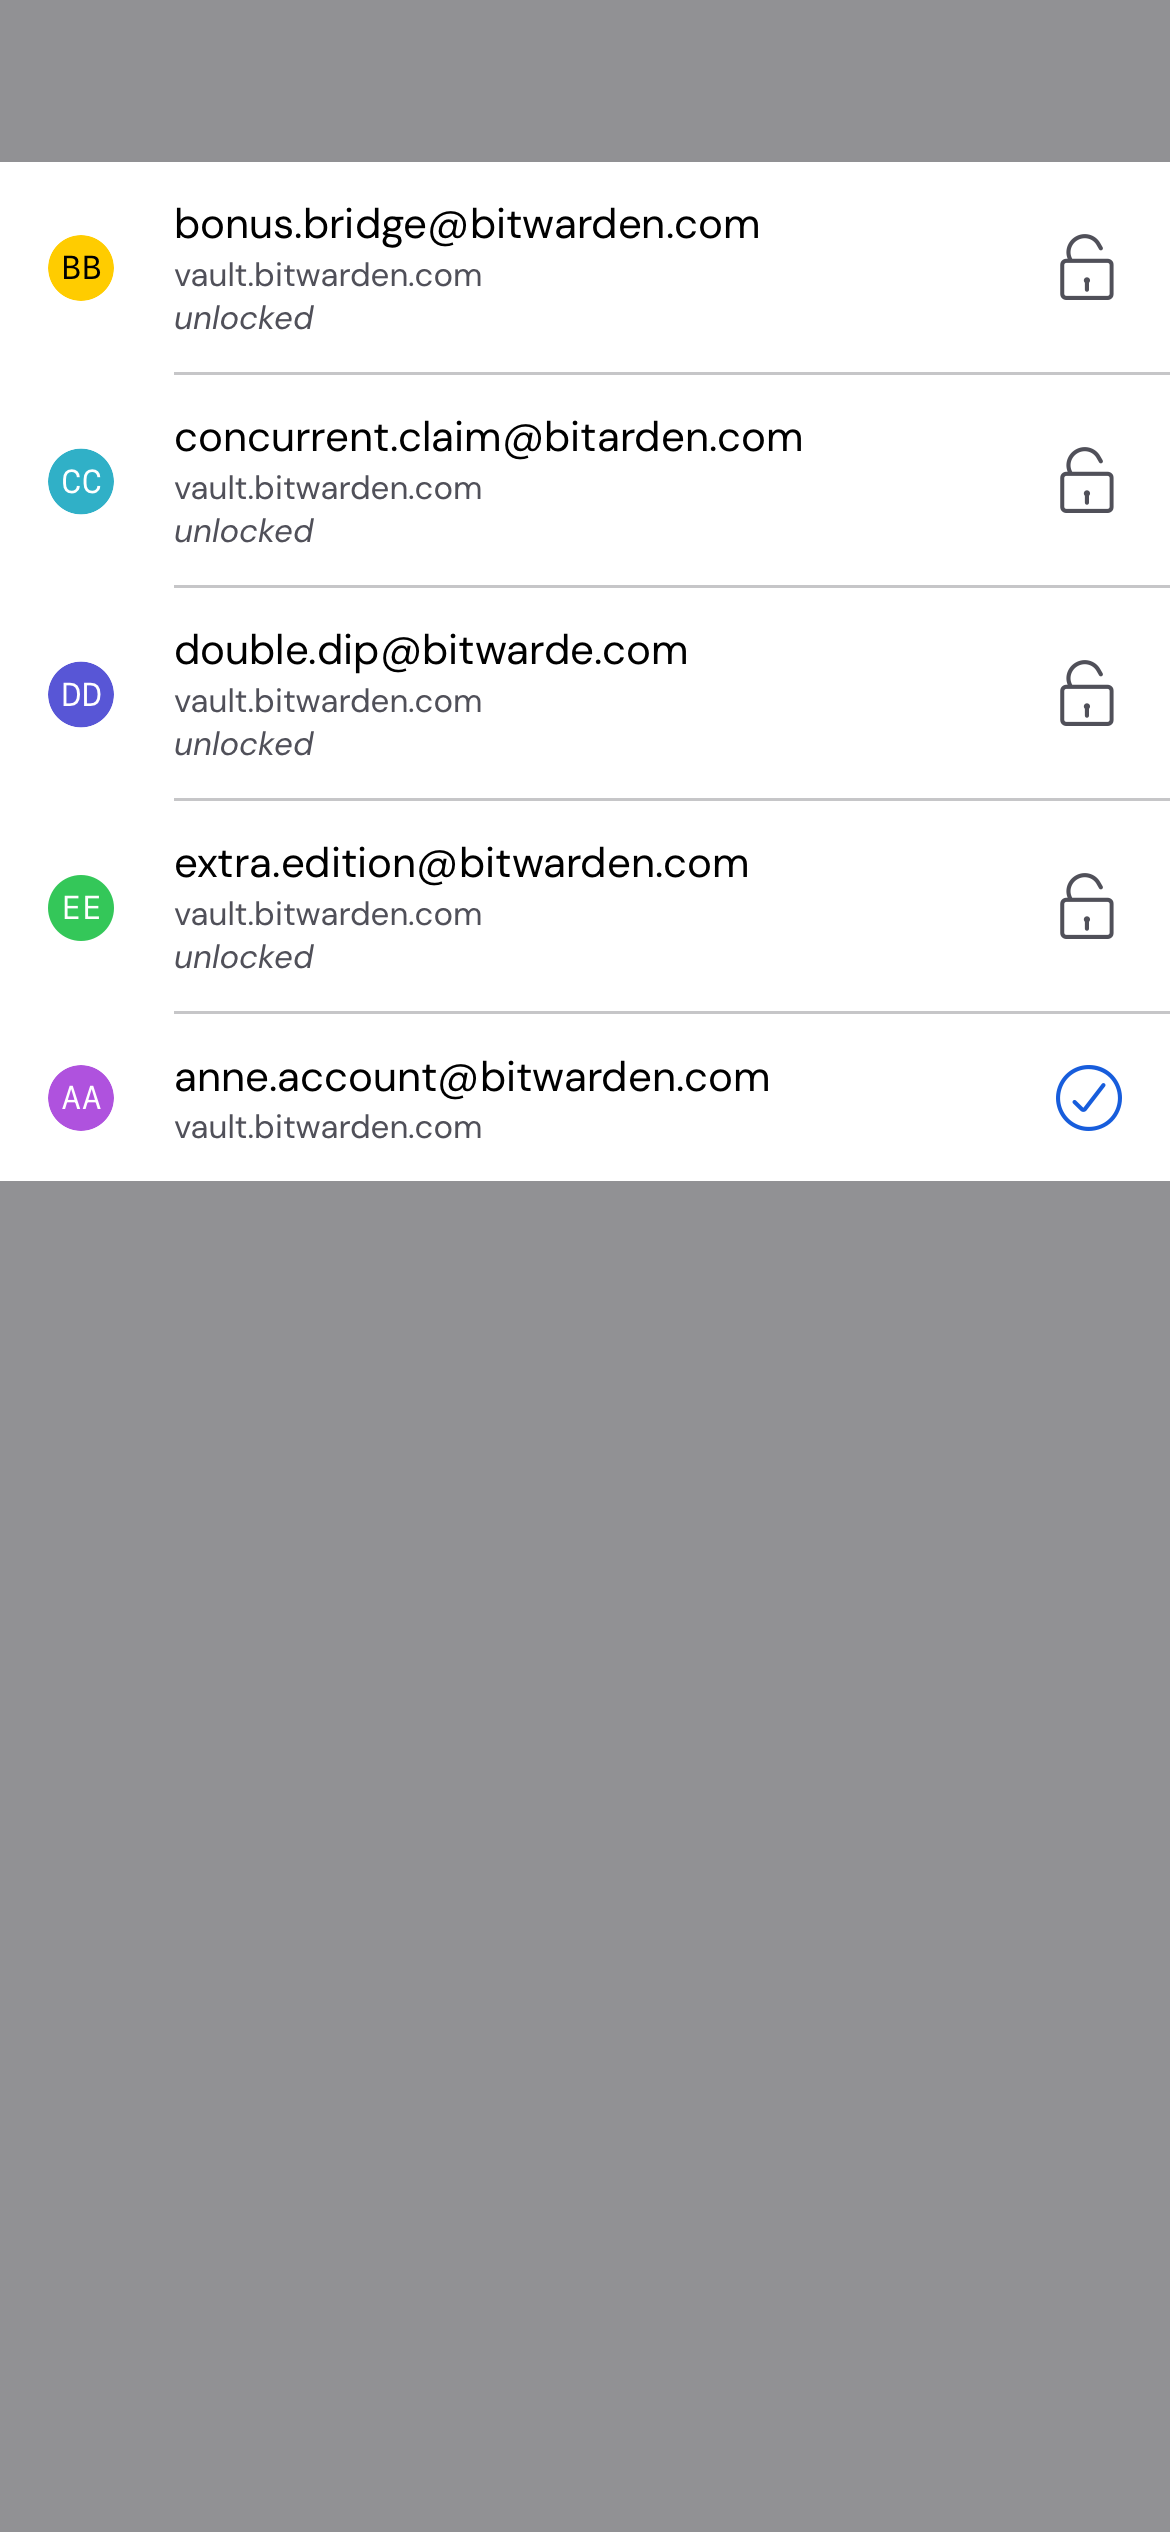 BB
bonus.bridge@bitwarden.com
vault.bitwarden.com
unlocked
CC
concurrent.claim@bitarden.com
vault.bitwarden.com
unlocked
DD
double.dip@bitwarde.com
vault.bitwarden.com
unlocked
EE
extra.edition@bitwarden.com
vault.bitwarden.com
unlocked
AA
anne.account@bitwarden.com
vault.bitwarden.com